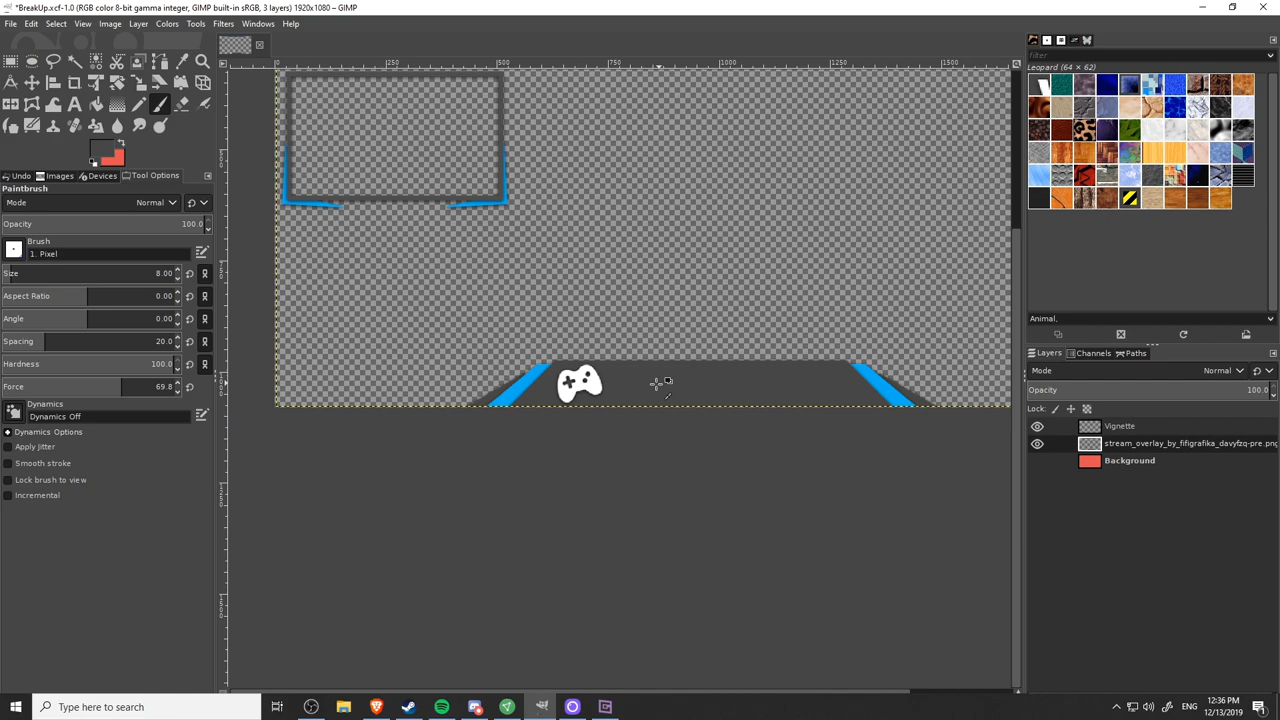 *BreakUp.xcf-1.0 (RGB color 8-bit gamma integer, GIMP built-in sRGB, 3 layers) 1920x1080 – GIMP
File Edit Select View Image Layer Colors Tools Filters Windows Help
0 250 500 750 1000 1250 1500
filter
Leopard (64 × 62)
Undo Images Devices Tool Options
Paintbrush
Mode Normal
Opacity 100.0
Brush
1. Pixel
Size 8.00
Aspect Ratio 0.00
Angle 0.00
Spacing 20.0
Hardness 100.0
Force 69.8
Dynamics
Dynamics Off
Dynamics Options
Apply Jitter
Smooth stroke
Lock brush to view
Incremental
Animal,
Layers Channels Paths
Mode Normal
Opacity 100.0
Lock:
Vignette
stream_overlay_by_fifigrafika_davyfzq-pre.png
Background
Type here to search
ENG
12:36 PM
12/13/2019
1